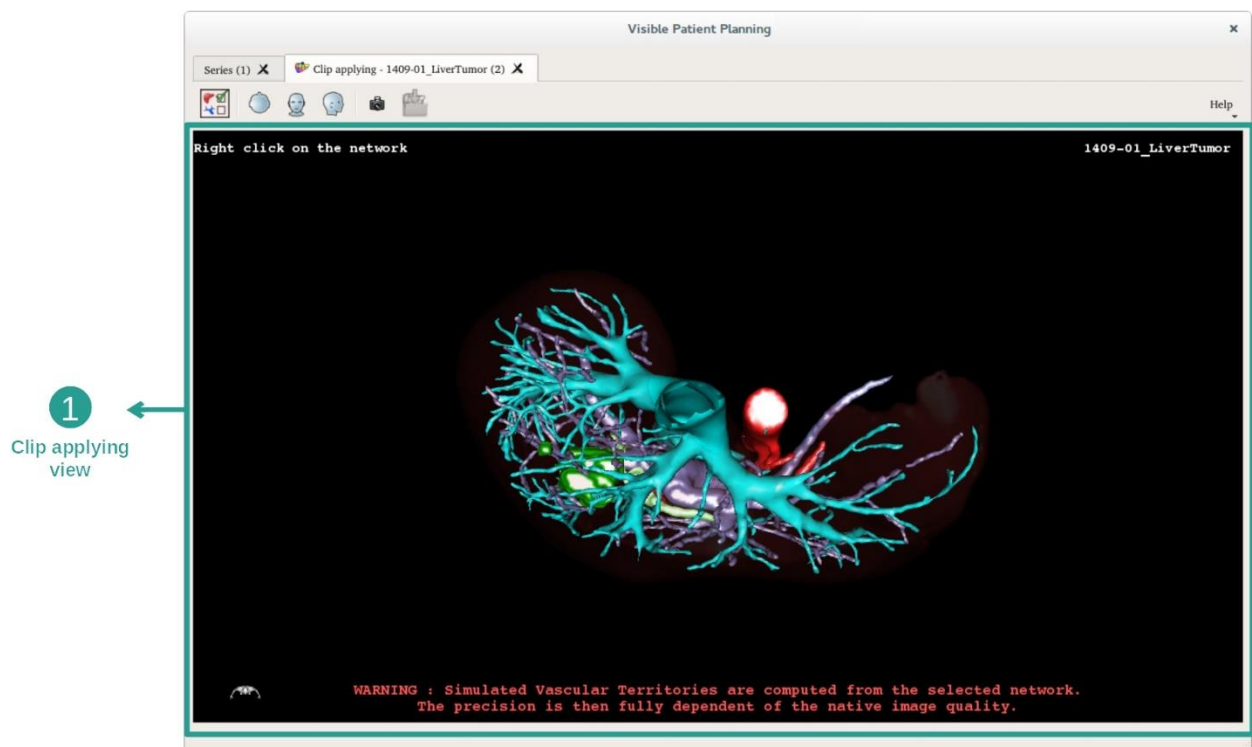 Visible Patient Planning
Series (1)
Clip applying - 1409-01_LiverTumor (2)
Help
Right click on the network
1409-01_LiverTumor
1
Clip applying
view
WARNING : Simulated Vascular Territories are computed from the selected network.
The precision is then fully dependent of the native image quality.